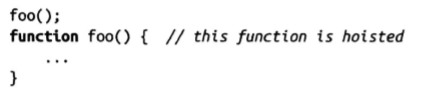 foo();
function foo() { // this function is hoisted
...
}